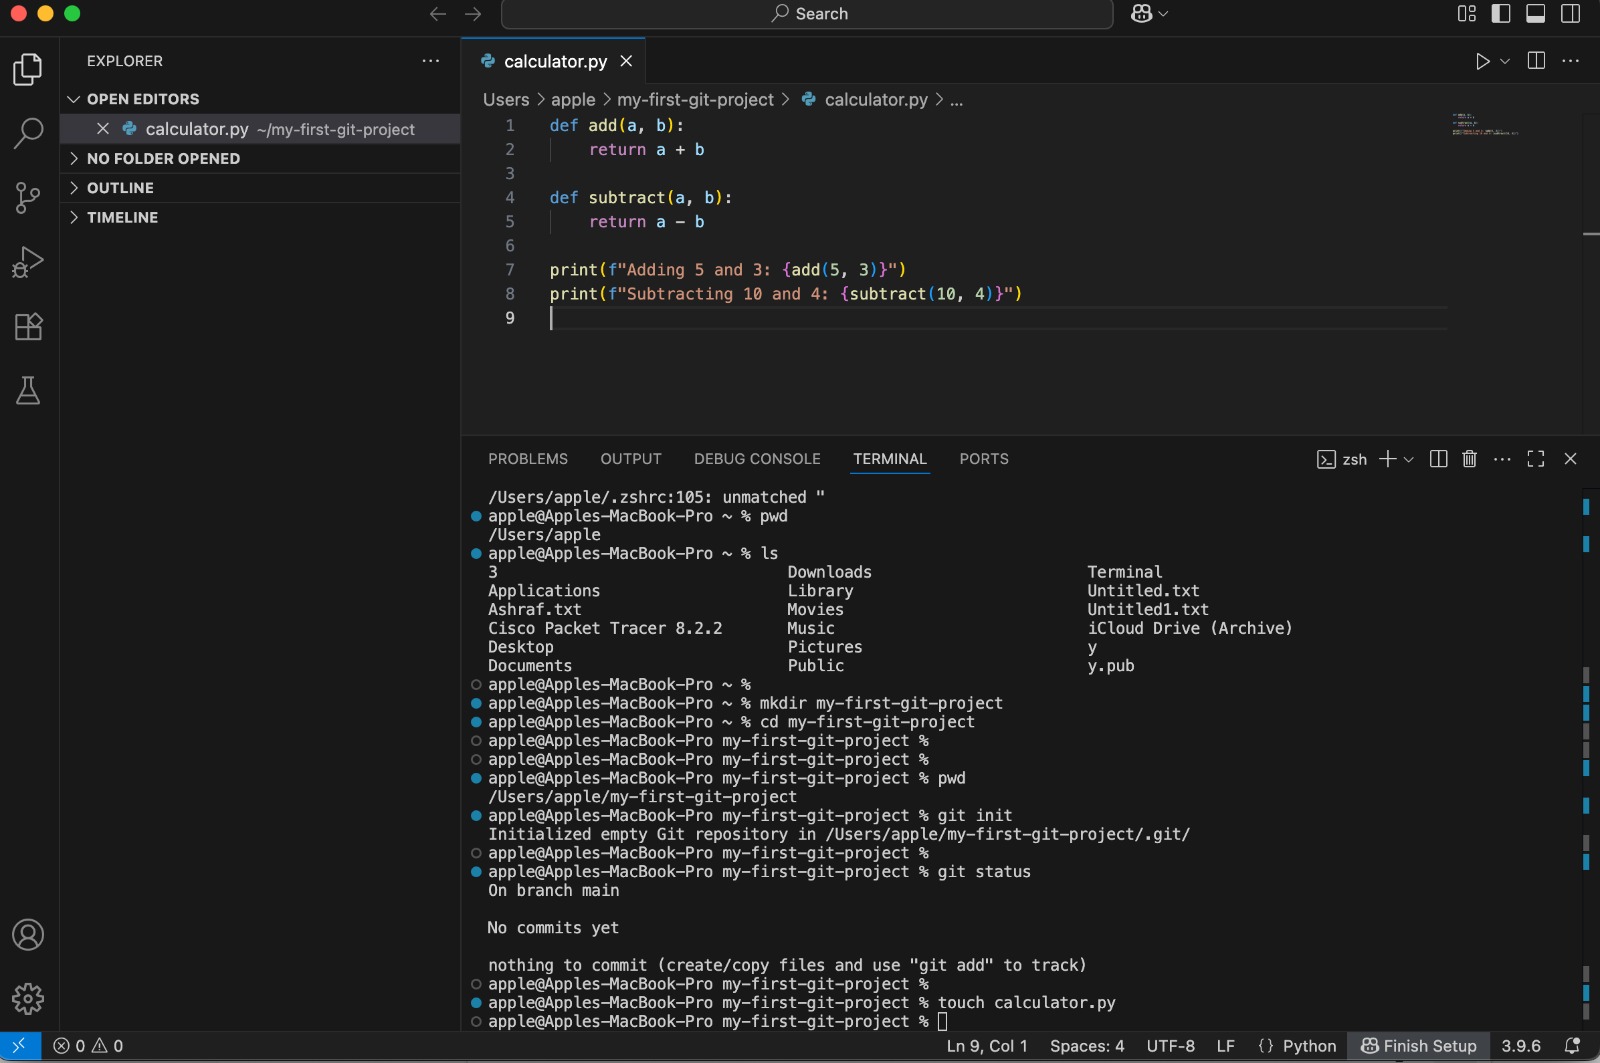 Search
EXPLORER
OPEN EDITORS
calculator.py ~/my-first-git-project
NO FOLDER OPENED
OUTLINE
TIMELINE
calculator.py
Users > apple > my-first-git-project > calculator.py > ...
1 def add(a, b):
2     return a + b
3
4 def subtract(a, b):
5     return a - b
6
7 print(f"Adding 5 and 3: {add(5, 3)}")
8 print(f"Subtracting 10 and 4: {subtract(10, 4)}")
9
PROBLEMS OUTPUT DEBUG CONSOLE TERMINAL PORTS zsh
/Users/apple/.zshrc:105: unmatched "
apple@Apples-MacBook-Pro ~ % pwd
/Users/apple
apple@Apples-MacBook-Pro ~ % ls
3 Downloads Terminal
Applications Library Untitled.txt
Ashraf.txt Movies Untitled1.txt
Cisco Packet Tracer 8.2.2 Music iCloud Drive (Archive)
Desktop Pictures y
Documents Public y.pub
apple@Apples-MacBook-Pro ~ %
apple@Apples-MacBook-Pro ~ % mkdir my-first-git-project
apple@Apples-MacBook-Pro ~ % cd my-first-git-project
apple@Apples-MacBook-Pro my-first-git-project %
apple@Apples-MacBook-Pro my-first-git-project %
apple@Apples-MacBook-Pro my-first-git-project % pwd
/Users/apple/my-first-git-project
apple@Apples-MacBook-Pro my-first-git-project % git init
Initialized empty Git repository in /Users/apple/my-first-git-project/.git/
apple@Apples-MacBook-Pro my-first-git-project %
apple@Apples-MacBook-Pro my-first-git-project % git status
On branch main
No commits yet
nothing to commit (create/copy files and use "git add" to track)
apple@Apples-MacBook-Pro my-first-git-project %
apple@Apples-MacBook-Pro my-first-git-project % touch calculator.py
apple@Apples-MacBook-Pro my-first-git-project %
0 0 Ln 9, Col 1 Spaces: 4 UTF-8 LF {} Python Finish Setup 3.9.6